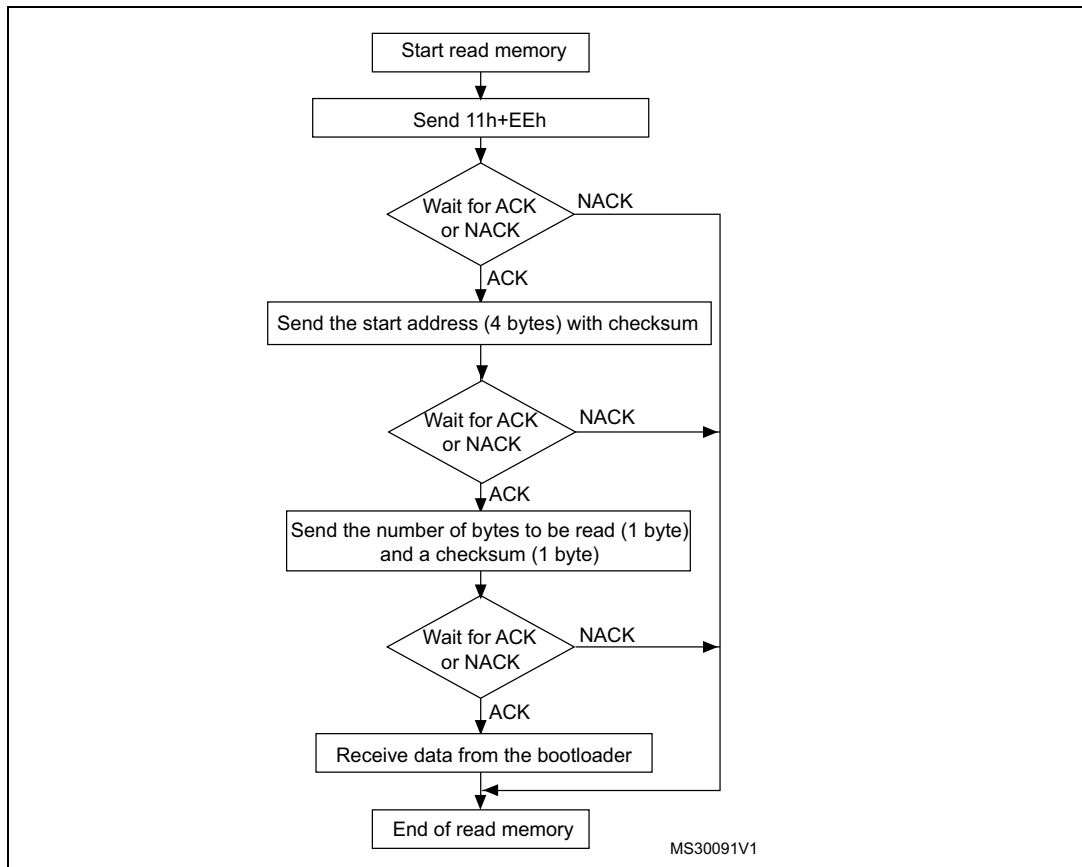 Start read memory
Send 11h+EEh
Wait for ACK
or NACK
NACK
ACK
Send the start address (4 bytes) with checksum
Wait for ACK
or NACK
NACK
ACK
Send the number of bytes to be read (1 byte)
and a checksum (1 byte)
Wait for ACK
or NACK
NACK
ACK
Receive data from the bootloader
End of read memory
MS30091V1